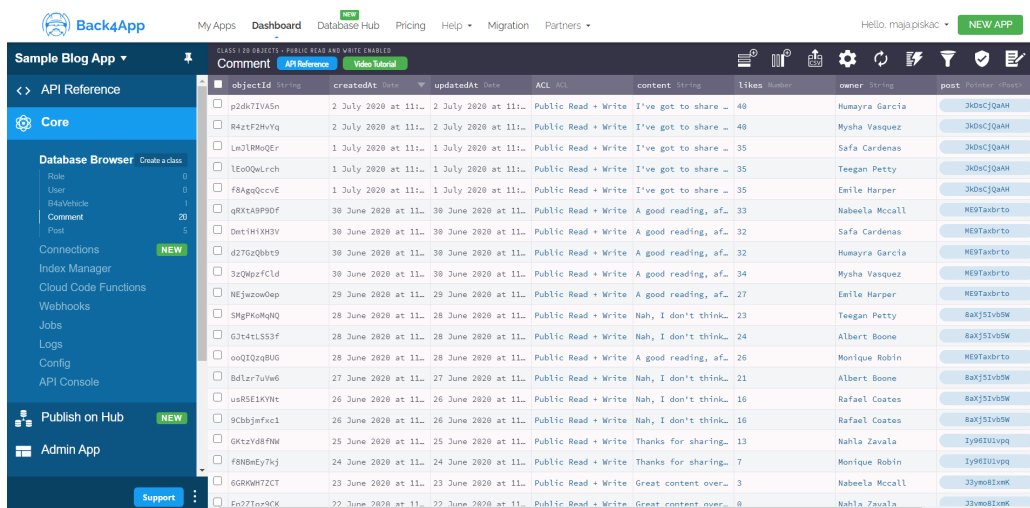 Back4App
My Apps Dashboard NEW Database Hub Pricing Help Migration Partners Hello, maja.piskac NEW APP
Sample Blog App
CLASS | 20 OBJECTS • PUBLIC READ AND WRITE ENABLED
Comment API Reference Video Tutorial CSV
API Reference
Core
Database Browser Create a class
Role 0
User 0
B4aVehicle 1
Comment 20
Post 5
Connections NEW
Index Manager
Cloud Code Functions
Webhooks
Jobs
Logs
Config
API Console
Publish on Hub NEW
Admin App
Support
objectId String createdAt Date updatedAt Date ACL ACL content String likes Number owner String post Pointer <Post>
p2dk7IVA5n 2 July 2020 at 11:… 2 July 2020 at 11:… Public Read + Write I've got to share … 40 Humayra Garcia JkDsCjQaAH
R4ztF2HvYq 2 July 2020 at 11:… 2 July 2020 at 11:… Public Read + Write I've got to share … 40 Mysha Vasquez JkDsCjQaAH
LmJlRMoQEr 1 July 2020 at 11:… 1 July 2020 at 11:… Public Read + Write I've got to share … 35 Safa Cardenas JkDsCjQaAH
lEoOQwLrch 1 July 2020 at 11:… 1 July 2020 at 11:… Public Read + Write I've got to share … 35 Teegan Petty JkDsCjQaAH
f8AgqQccvE 1 July 2020 at 11:… 1 July 2020 at 11:… Public Read + Write I've got to share … 35 Emile Harper JkDsCjQaAH
qRXtA9P9Df 30 June 2020 at 11… 30 June 2020 at 11… Public Read + Write A good reading, af… 33 Nabeela Mccall ME9Taxbrto
DmtiHiXH3V 30 June 2020 at 11… 30 June 2020 at 11… Public Read + Write A good reading, af… 32 Safa Cardenas ME9Taxbrto
d27GzQbbt9 30 June 2020 at 11… 30 June 2020 at 11… Public Read + Write A good reading, af… 32 Humayra Garcia ME9Taxbrto
3zQWpzfCld 30 June 2020 at 11… 30 June 2020 at 11… Public Read + Write A good reading, af… 34 Mysha Vasquez ME9Taxbrto
NEjwzowOep 29 June 2020 at 11… 29 June 2020 at 11… Public Read + Write A good reading, af… 27 Emile Harper ME9Taxbrto
SMgPKoMqNQ 28 June 2020 at 11… 28 June 2020 at 11… Public Read + Write Nah, I don't think… 23 Teegan Petty 8aXj5Ivb5W
GJt4tLS53f 28 June 2020 at 11… 28 June 2020 at 11… Public Read + Write Nah, I don't think… 24 Albert Boone 8aXj5Ivb5W
ooQIQzqBUG 28 June 2020 at 11… 28 June 2020 at 11… Public Read + Write A good reading, af… 26 Monique Robin ME9Taxbrto
Bdlzr7uVw6 27 June 2020 at 11… 27 June 2020 at 11… Public Read + Write Nah, I don't think… 21 Albert Boone 8aXj5Ivb5W
usR5E1KYNt 26 June 2020 at 11… 26 June 2020 at 11… Public Read + Write Nah, I don't think… 16 Rafael Coates 8aXj5Ivb5W
9Cbbjmfxc1 26 June 2020 at 11… 26 June 2020 at 11… Public Read + Write Nah, I don't think… 16 Rafael Coates 8aXj5Ivb5W
GKtzYd8fNW 25 June 2020 at 11… 25 June 2020 at 11… Public Read + Write Thanks for sharing… 13 Nahla Zavala Iy96IU1vpq
f8NBmEy7kj 24 June 2020 at 11… 24 June 2020 at 11… Public Read + Write Thanks for sharing… 7 Monique Robin Iy96IU1vpq
6GRKWH7ZCT 23 June 2020 at 11… 23 June 2020 at 11… Public Read + Write Great content over… 3 Nabeela Mccall J3ymo8IxmK
22 June 2020 at 11… 22 June 2020 at 11… Public Read + Write Great content over… 0 Nahla Zavala J3ymo8IxmK